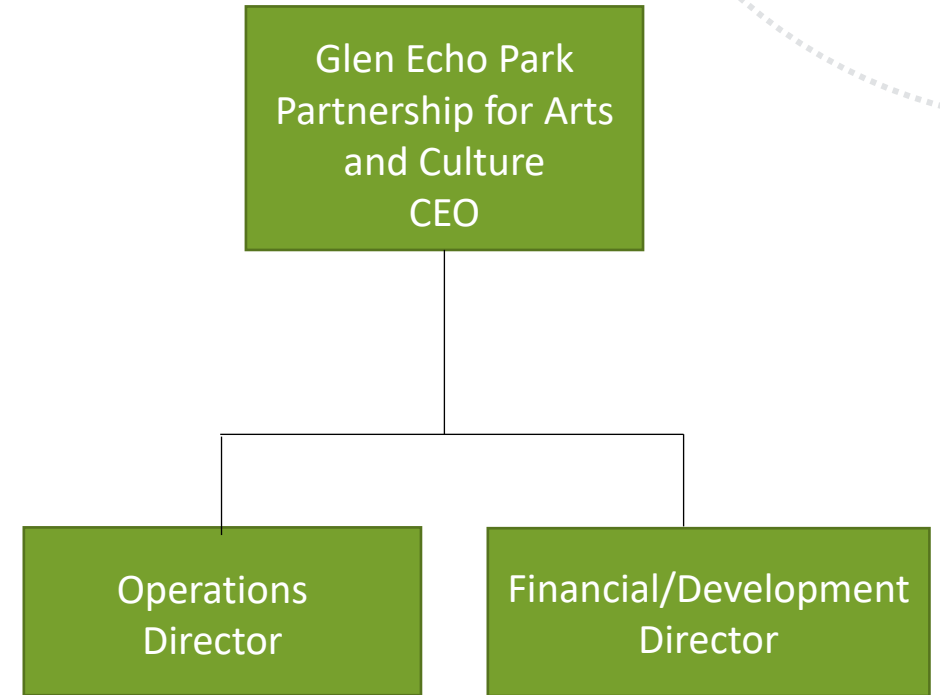 Glen Echo Park
Partnership for Arts
and Culture
CEO
Operations
Director
Financial/Development
Director